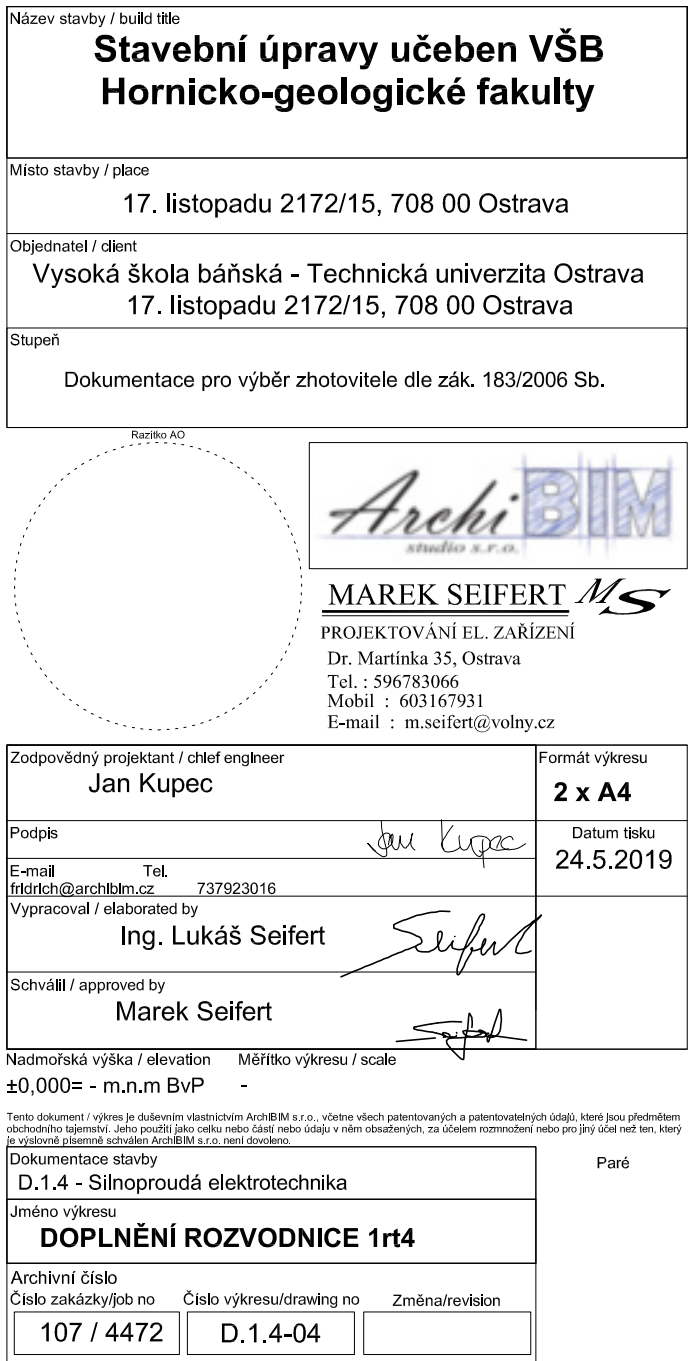 Název stavby / build title
Stavební úpravy učeben VŠB
Hornicko-geologické fakulty
Místo stavby / place
17. listopadu 2172/15, 708 00 Ostrava
Objednatel / client
Vysoká škola báňská - Technická univerzita Ostrava
17. listopadu 2172/15, 708 00 Ostrava
Stupeň
Dokumentace pro výběr zhotovitele dle zák. 183/2006 Sb.
Razítko AO
Archi BIM
studio s.r.o.
MAREK SEIFERT MS
PROJEKTOVÁNÍ EL. ZAŘÍZENÍ
Dr. Martínka 35, Ostrava
Tel. : 596783066
Mobil : 603167931
E-mail : m.seifert@volny.cz
Zodpovědný projektant / chief engineer
Jan Kupec
Formát výkresu
2 x A4
Podpis
Jan Kupec
Datum tisku
24.5.2019
E-mail Tel.
fridrich@archibim.cz 737923016
Vypracoval / elaborated by
Ing. Lukáš Seifert
Seifert
Schválil / approved by
Marek Seifert
Seifert
Nadmořská výška / elevation Měřítko výkresu / scale
±0,000= - m.n.m BvP -
Tento dokument / výkres je duševním vlastnictvím ArchiBIM s.r.o., včetne všech patentovaných a patentovatelných údajů, které jsou předmětem
obchodního tajemství. Jeho použití jako celku nebo částí nebo údaju v něm obsažených, za účelem rozmnožení nebo pro jiný účel než ten, který
je výslovně písemně schválen ArchiBIM s.r.o. není dovoleno.
Dokumentace stavby
Paré
D.1.4 - Silnoproudá elektrotechnika
Jméno výkresu
DOPLNĚNÍ ROZVODNICE 1rt4
Archivní číslo
Číslo zakázky/job no Číslo výkresu/drawing no Změna/revision
107 / 4472 D.1.4-04